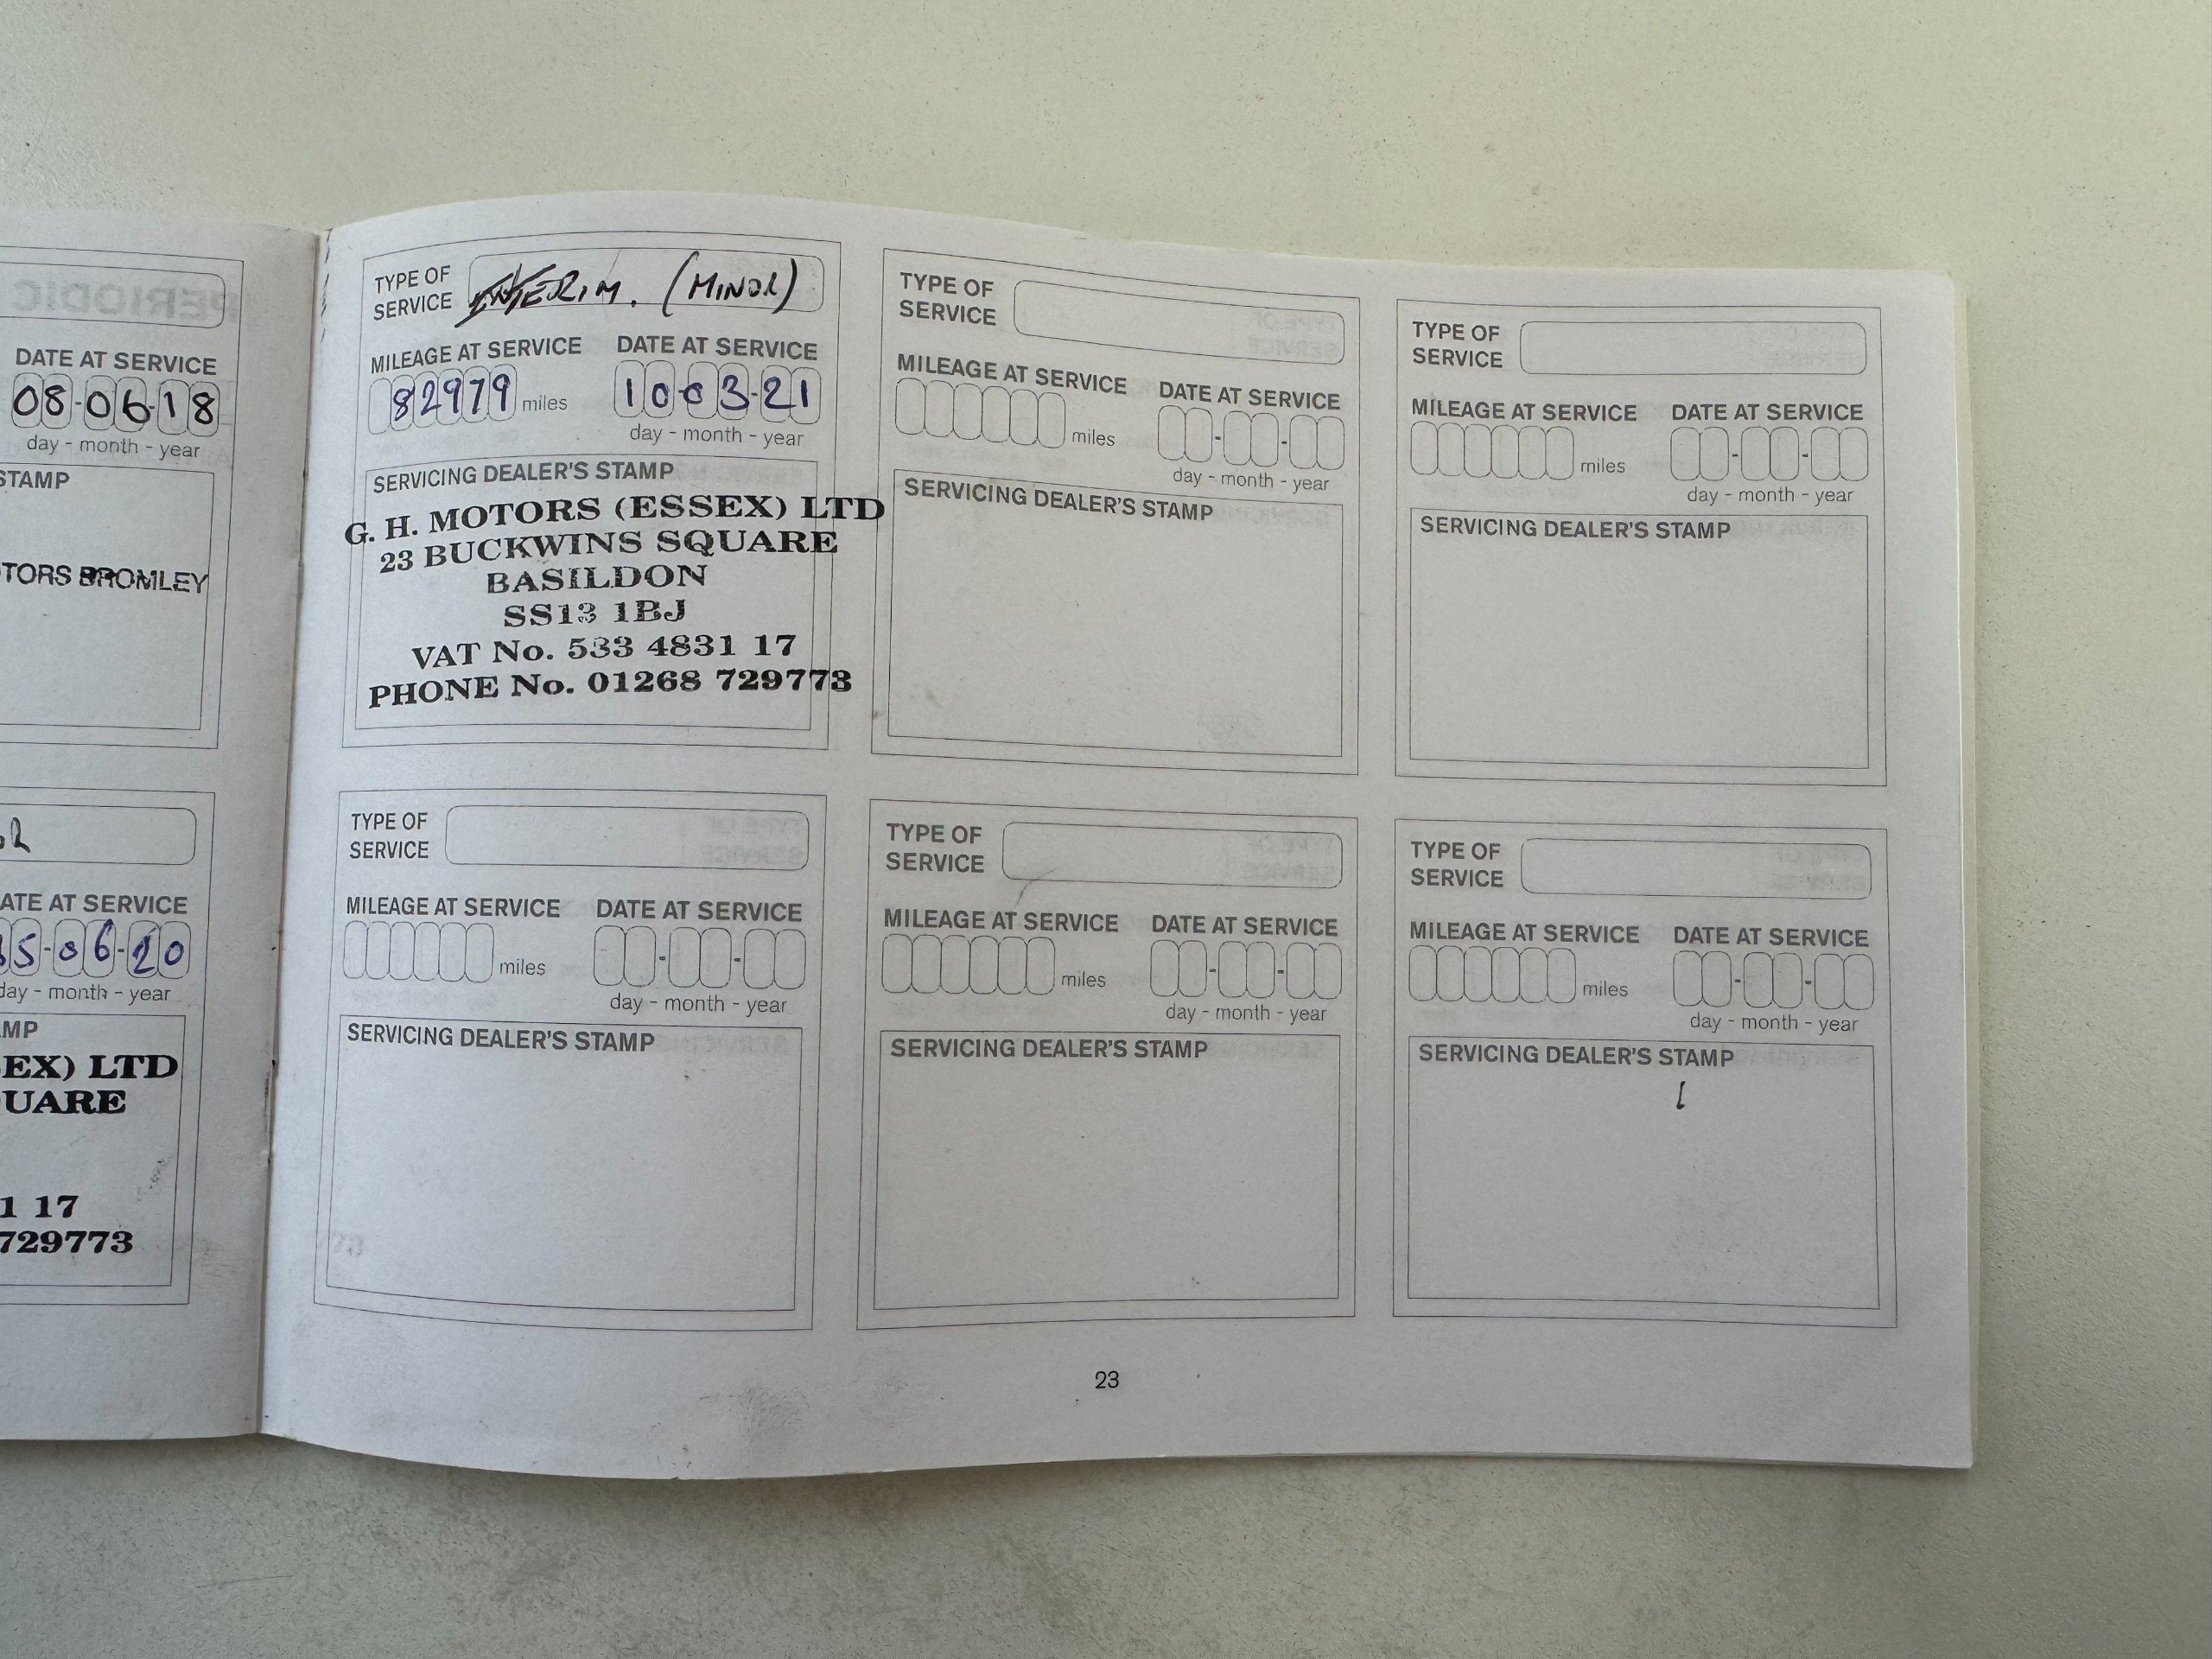 DATE AT SERVICE
08-06-18
day - month - year
STAMP
TORS BROMLEY
DATE AT SERVICE
5-06-20
day - month - year
EX) LTD
UARE
1 17
729773
TYPE OF
SERVICE
INTERIM. (MINOR)
MILEAGE AT SERVICE
DATE AT SERVICE
82979 miles
10-03-21
day - month - year
SERVICING DEALER'S STAMP
G. H. MOTORS (ESSEX) LTD
23 BUCKWINS SQUARE
BASILDON
SS13 1BJ
VAT No. 533 4831 17
PHONE No. 01268 729773
TYPE OF
SERVICE
MILEAGE AT SERVICE
DATE AT SERVICE
miles
day - month - year
SERVICING DEALER'S STAMP
TYPE OF
SERVICE
MILEAGE AT SERVICE
DATE AT SERVICE
miles
day - month - year
SERVICING DEALER'S STAMP
TYPE OF
SERVICE
MILEAGE AT SERVICE
DATE AT SERVICE
miles
day - month - year
SERVICING DEALER'S STAMP
TYPE OF
SERVICE
MILEAGE AT SERVICE
DATE AT SERVICE
miles
day - month - year
SERVICING DEALER'S STAMP
TYPE OF
SERVICE
MILEAGE AT SERVICE
DATE AT SERVICE
miles
day - month - year
SERVICING DEALER'S STAMP
23